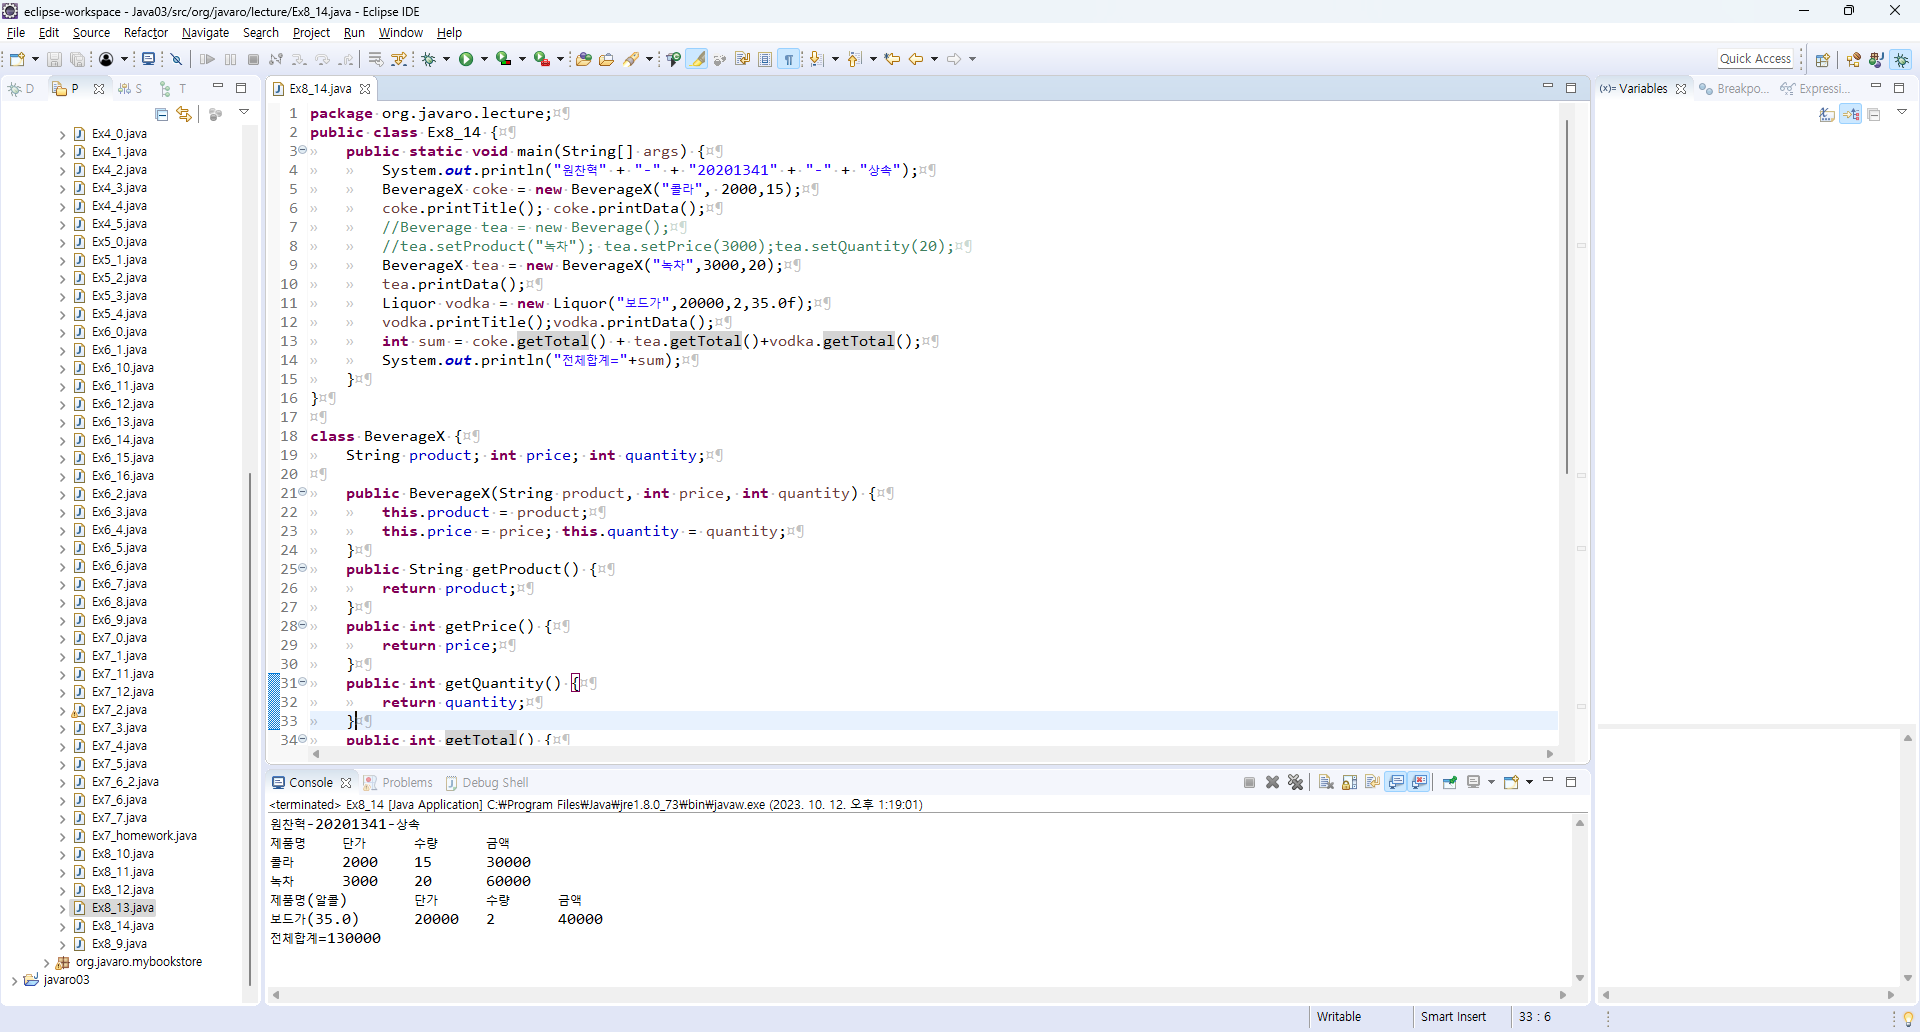 eclipse-workspace - Java03/src/org/javaro/lecture/Ex8_14.java - Eclipse IDE
File Edit Source Refactor Navigate Search Project Run Window Help
Quick Access
D P S T
Ex4_0.java
Ex4_1.java
Ex4_2.java
Ex4_3.java
Ex4_4.java
Ex4_5.java
Ex5_0.java
Ex5_1.java
Ex5_2.java
Ex5_3.java
Ex5_4.java
Ex6_0.java
Ex6_1.java
Ex6_10.java
Ex6_11.java
Ex6_12.java
Ex6_13.java
Ex6_14.java
Ex6_15.java
Ex6_16.java
Ex6_2.java
Ex6_3.java
Ex6_4.java
Ex6_5.java
Ex6_6.java
Ex6_7.java
Ex6_8.java
Ex6_9.java
Ex7_0.java
Ex7_1.java
Ex7_11.java
Ex7_12.java
Ex7_2.java
Ex7_3.java
Ex7_4.java
Ex7_5.java
Ex7_6_2.java
Ex7_6.java
Ex7_7.java
Ex7_homework.java
Ex8_10.java
Ex8_11.java
Ex8_12.java
Ex8_13.java
Ex8_14.java
Ex8_9.java
org.javaro.mybookstore
javaro03
Ex8_14.java
1 package org.javaro.lecture;
2 public class Ex8_14 {
3 public static void main(String[] args) {
4 System.out.println("원찬혁" + "-" + "20201341" + "-" + "상속");
5 BeverageX coke = new BeverageX("콜라", 2000,15);
6 coke.printTitle(); coke.printData();
7 //Beverage tea = new Beverage();
8 //tea.setProduct("녹차"); tea.setPrice(3000);tea.setQuantity(20);
9 BeverageX tea = new BeverageX("녹차",3000,20);
10 tea.printData();
11 Liquor vodka = new Liquor("보드가",20000,2,35.0f);
12 vodka.printTitle();vodka.printData();
13 int sum = coke.getTotal() + tea.getTotal()+vodka.getTotal();
14 System.out.println("전체합계="+sum);
15 }
16 }
17
18 class BeverageX {
19 String product; int price; int quantity;
20
21 public BeverageX(String product, int price, int quantity) {
22 this.product = product;
23 this.price = price; this.quantity = quantity;
24 }
25 public String getProduct() {
26 return product;
27 }
28 public int getPrice() {
29 return price;
30 }
31 public int getQuantity() {
32 return quantity;
33 }
34 public int getTotal() {
Console Problems Debug Shell
<terminated> Ex8_14 [Java Application] C:₩Program Files₩Java₩jre1.8.0_73₩bin₩javaw.exe (2023. 10. 12. 오후 1:19:01)
원찬혁-20201341-상속
제품명 단가 수량 금액
콜라 2000 15 30000
녹차 3000 20 60000
제품명(알콜) 단가 수량 금액
보드가(35.0) 20000 2 40000
전체합계=130000
(x)= Variables Breakpo... Expressi...
Writable Smart Insert 33 : 6